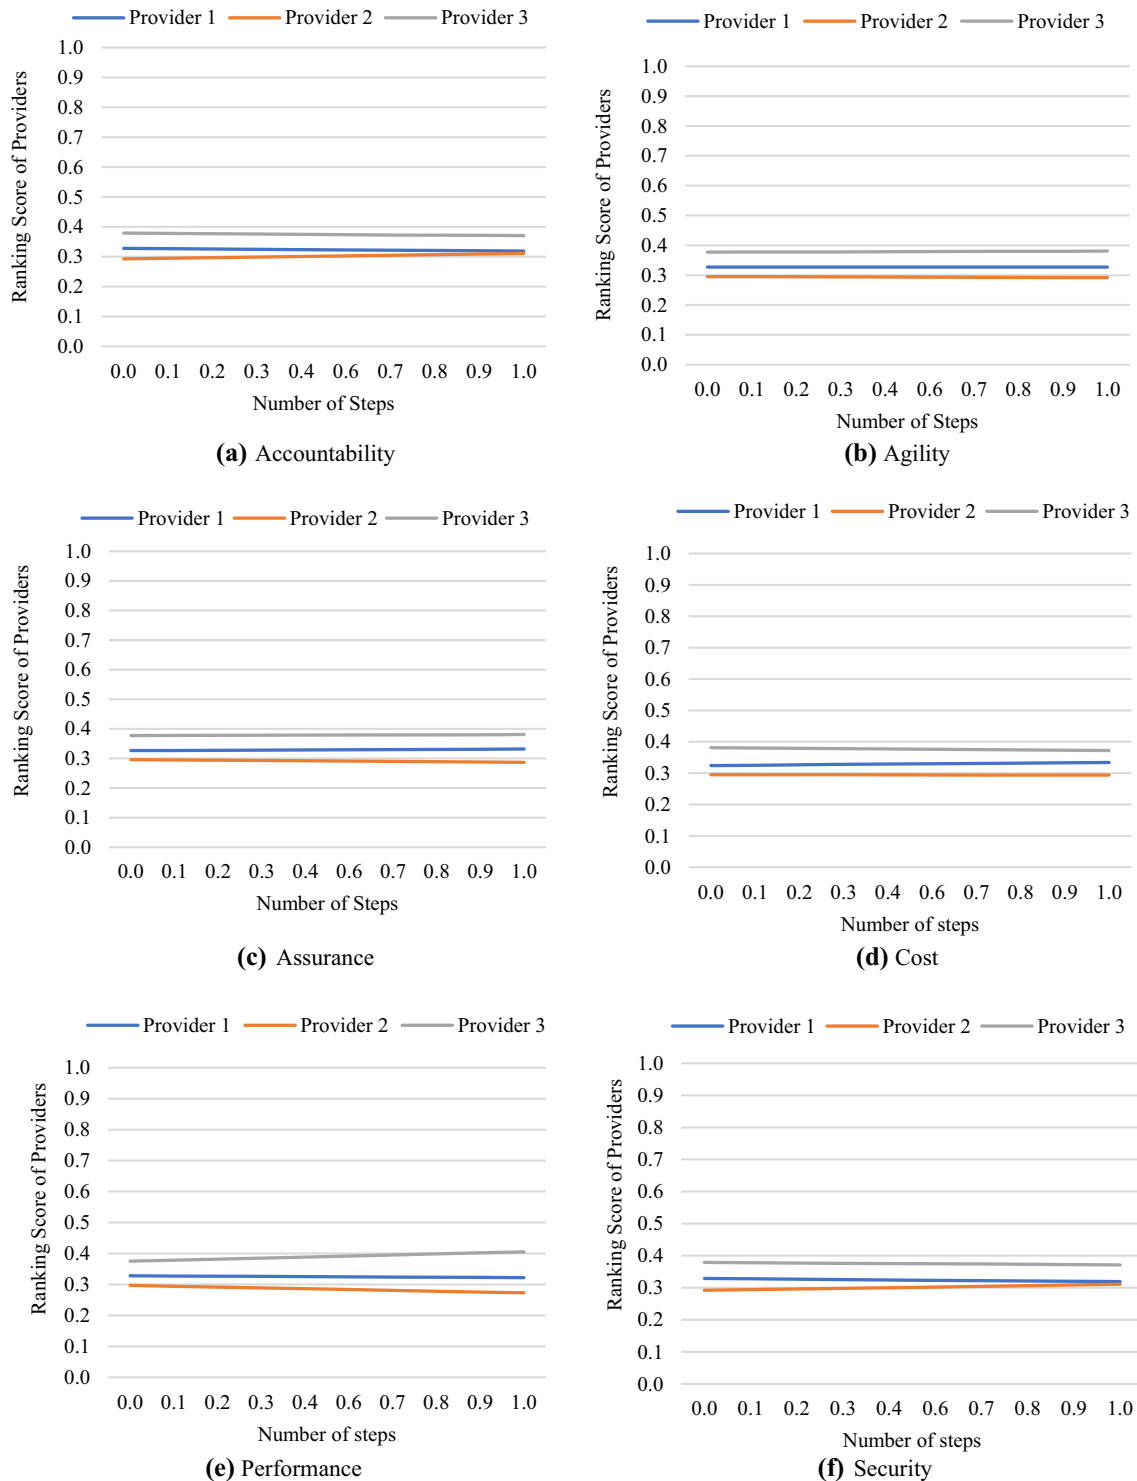 Provider 1 Provider 2 Provider 3
Ranking Score of Providers
1.0
0.9
0.8
0.7
0.6
0.5
0.4
0.3
0.2
0.1
0.0
0.0 0.1 0.2 0.3 0.4 0.6 0.7 0.8 0.9 1.0
Number of Steps
(a) Accountability
Provider 1 Provider 2 Provider 3
Ranking Score of Providers
1.0
0.9
0.8
0.7
0.6
0.5
0.4
0.3
0.2
0.1
0.0
0.0 0.1 0.2 0.3 0.4 0.6 0.7 0.8 0.9 1.0
Number of Steps
(b) Agility
Provider 1 Provider 2 Provider 3
Ranking Score of Providers
1.0
0.9
0.8
0.7
0.6
0.5
0.4
0.3
0.2
0.1
0.0
0.0 0.1 0.2 0.3 0.4 0.6 0.7 0.8 0.9 1.0
Number of Steps
(c) Assurance
Provider 1 Provider 2 Provider 3
Ranking Score of Providers
1.0
0.9
0.8
0.7
0.6
0.5
0.4
0.3
0.2
0.1
0.0
0.0 0.1 0.2 0.3 0.4 0.6 0.7 0.8 0.9 1.0
Number of steps
(d) Cost
Provider 1 Provider 2 Provider 3
Ranking Score of Providers
1.0
0.9
0.8
0.7
0.6
0.5
0.4
0.3
0.2
0.1
0.0
0.0 0.1 0.2 0.3 0.4 0.6 0.7 0.8 0.9 1.0
Number of steps
(e) Performance
Provider 1 Provider 2 Provider 3
Ranking Score of Providers
1.0
0.9
0.8
0.7
0.6
0.5
0.4
0.3
0.2
0.1
0.0
0.0 0.1 0.2 0.3 0.4 0.6 0.7 0.8 0.9 1.0
Number of steps
(f) Security